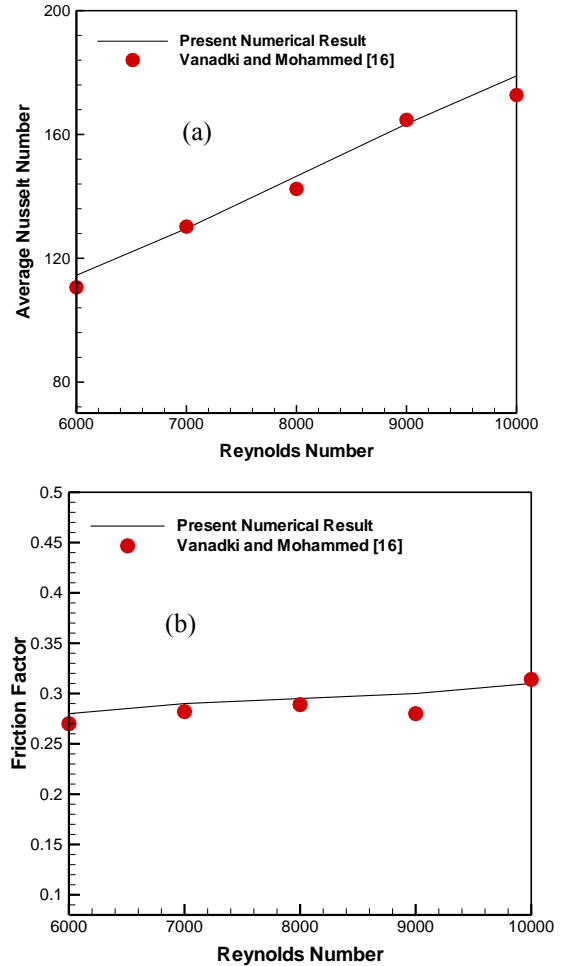 200
160
120
80
Average Nusselt Number
Present Numerical Result
Vanadki and Mohammed [16]
(a)
6000 7000 8000 9000 10000
Reynolds Number
0.5
0.45
0.4
0.35
0.3
0.25
0.2
0.15
0.1
Friction Factor
Present Numerical Result
Vanadki and Mohammed [16]
(b)
6000 7000 8000 9000 10000
Reynolds Number